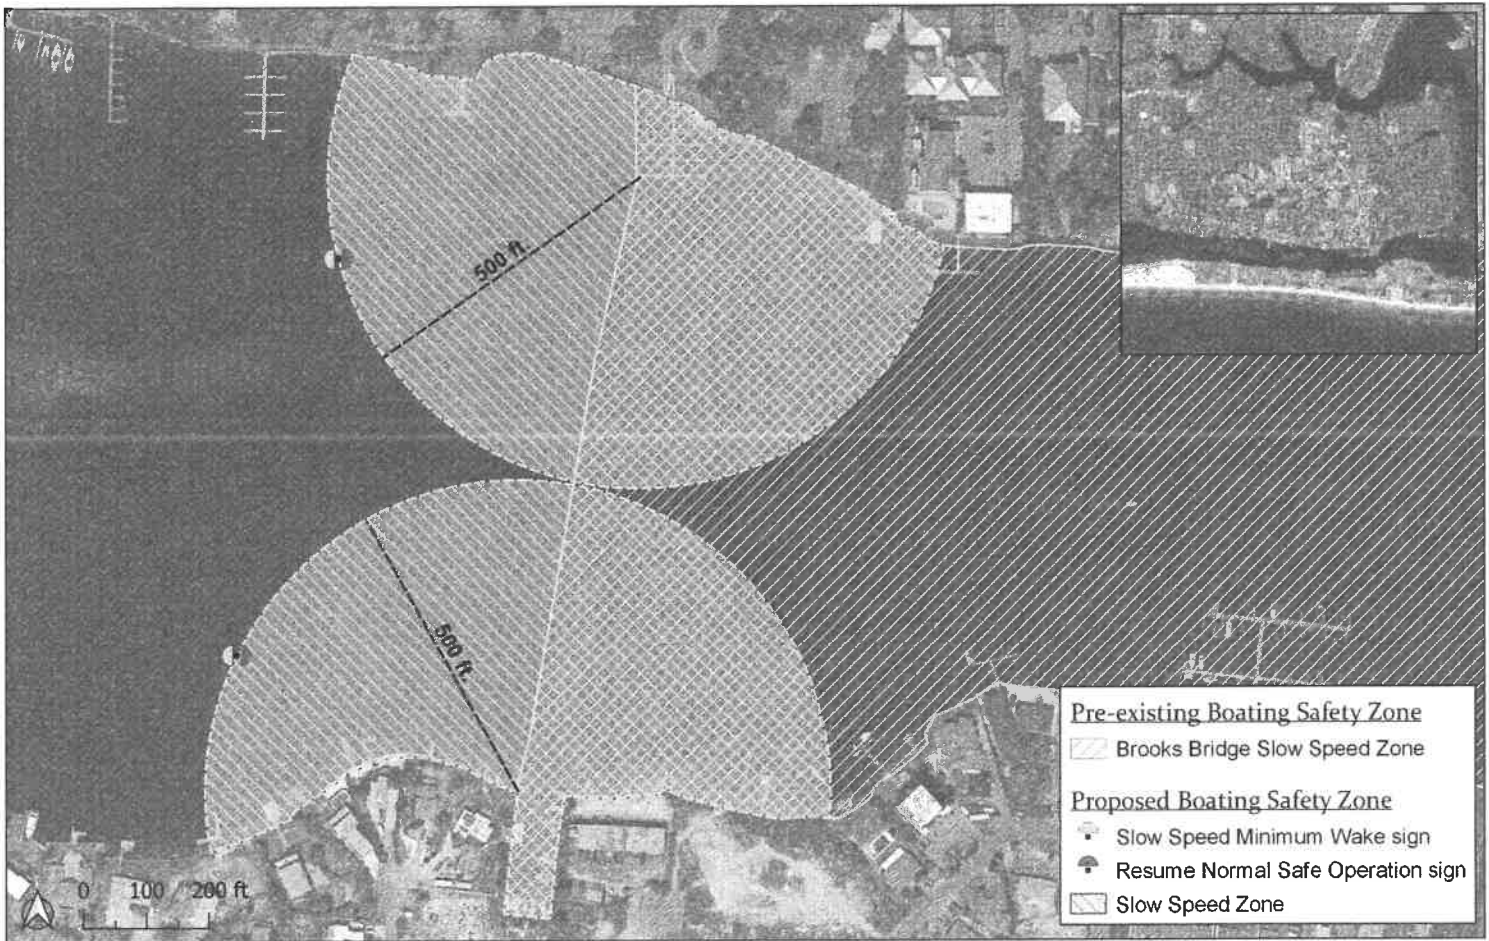 500 ft.
500 ft.
Pre-existing Boating Safety Zone
Brooks Bridge Slow Speed Zone
Proposed Boating Safety Zone
Slow Speed Minimum Wake sign
Resume Normal Safe Operation sign
Slow Speed Zone
0 100 200 ft